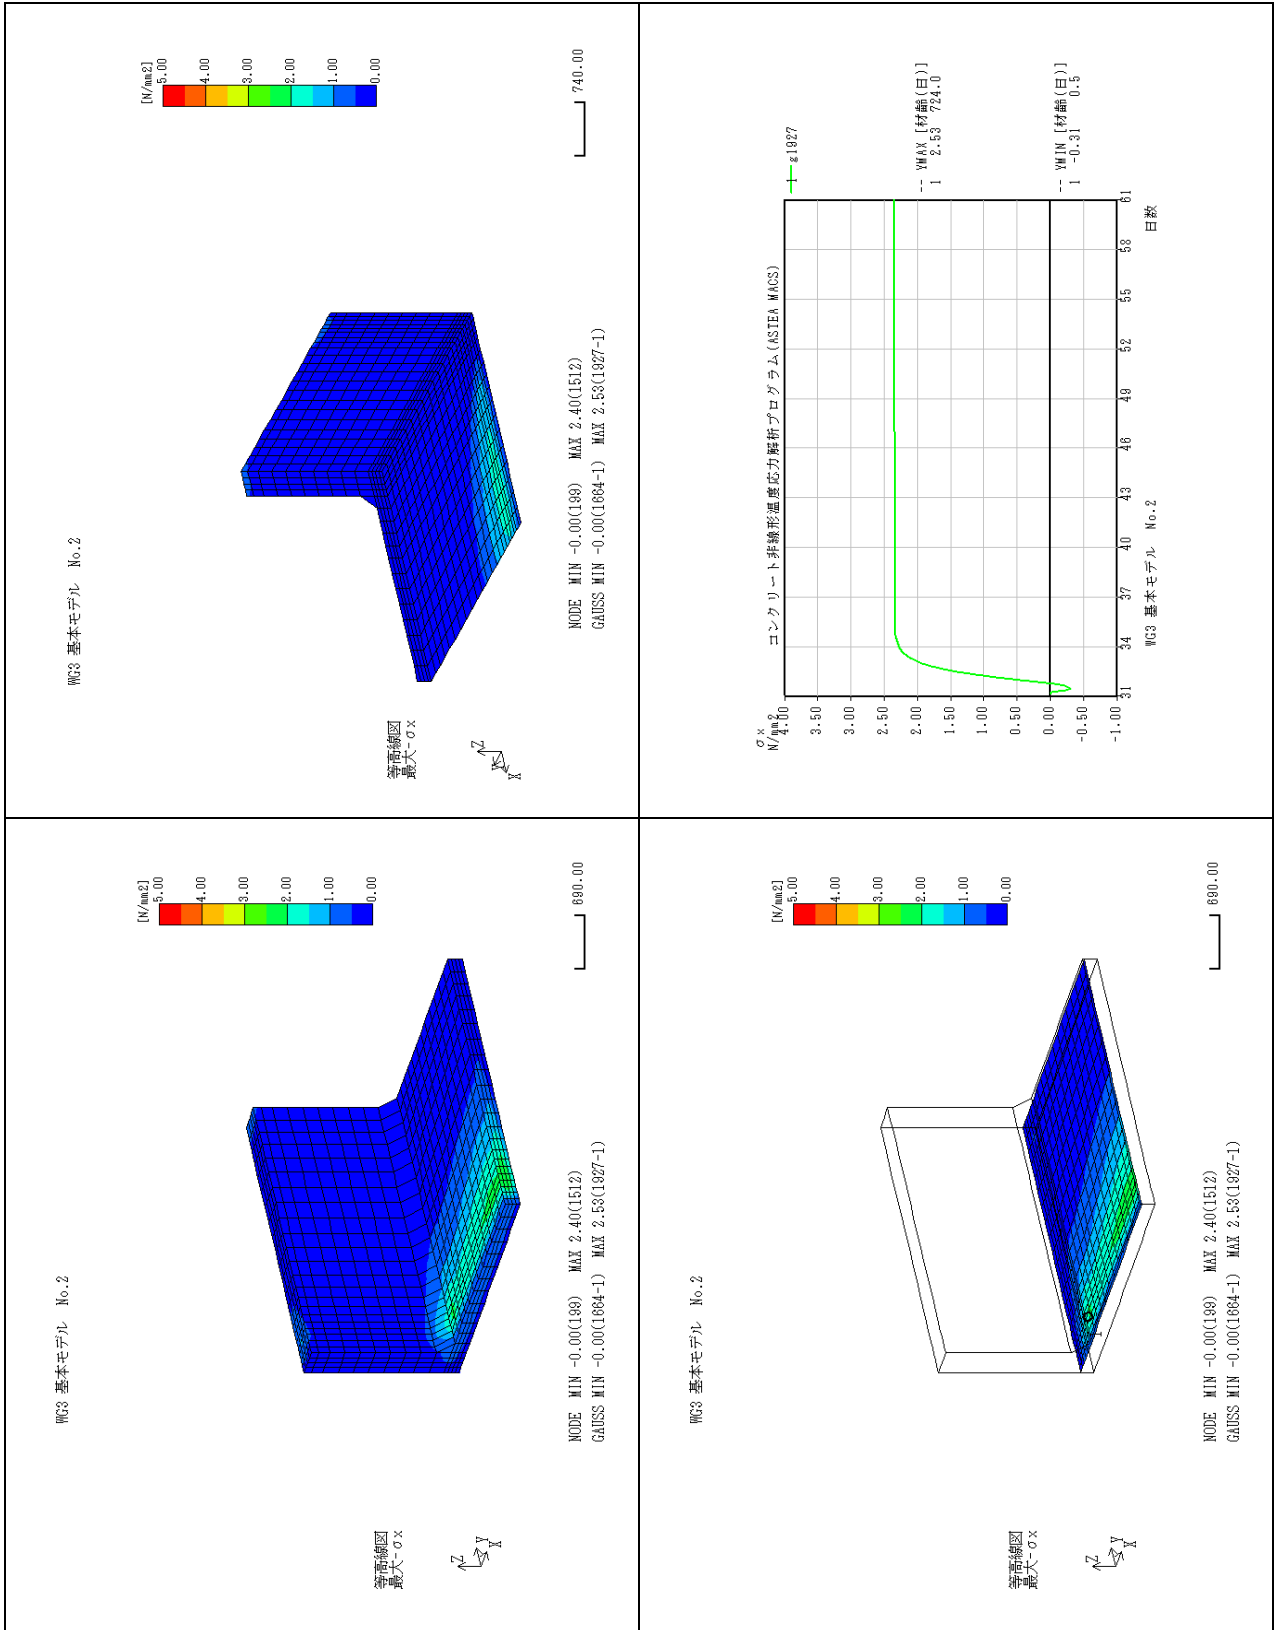 WG3 基本モデル No.2
[N/mm2]
5.00
4.00
3.00
2.00
1.00
0.00
等高線図
最大-σx
Z
Y
X
740.00
NODE MIN -0.00(199) MAX 2.40(1512)
GAUSS MIN -0.00(1664-1) MAX 2.53(1927-1)
コンクリート非線形温度応力解析プログラム(ASTEA MACS)
σx
N/mm2
4.00
3.50
3.00
2.50
2.00
1.50
1.00
0.50
0.00
-0.50
-1.00
31
34
37
40
43
46
49
52
55
58
61
日数
1 g1927
-- YMAX [材齢(日)]
1 2.53 724.0
-- YMIN [材齢(日)]
1 -0.31 0.5
WG3 基本モデル No.2
WG3 基本モデル No.2
[N/mm2]
5.00
4.00
3.00
2.00
1.00
0.00
等高線図
最大-σx
Z
Y
X
690.00
NODE MIN -0.00(199) MAX 2.40(1512)
GAUSS MIN -0.00(1664-1) MAX 2.53(1927-1)
WG3 基本モデル No.2
[N/mm2]
5.00
4.00
3.00
2.00
1.00
0.00
1
等高線図
最大-σx
Z
Y
X
690.00
NODE MIN -0.00(199) MAX 2.40(1512)
GAUSS MIN -0.00(1664-1) MAX 2.53(1927-1)